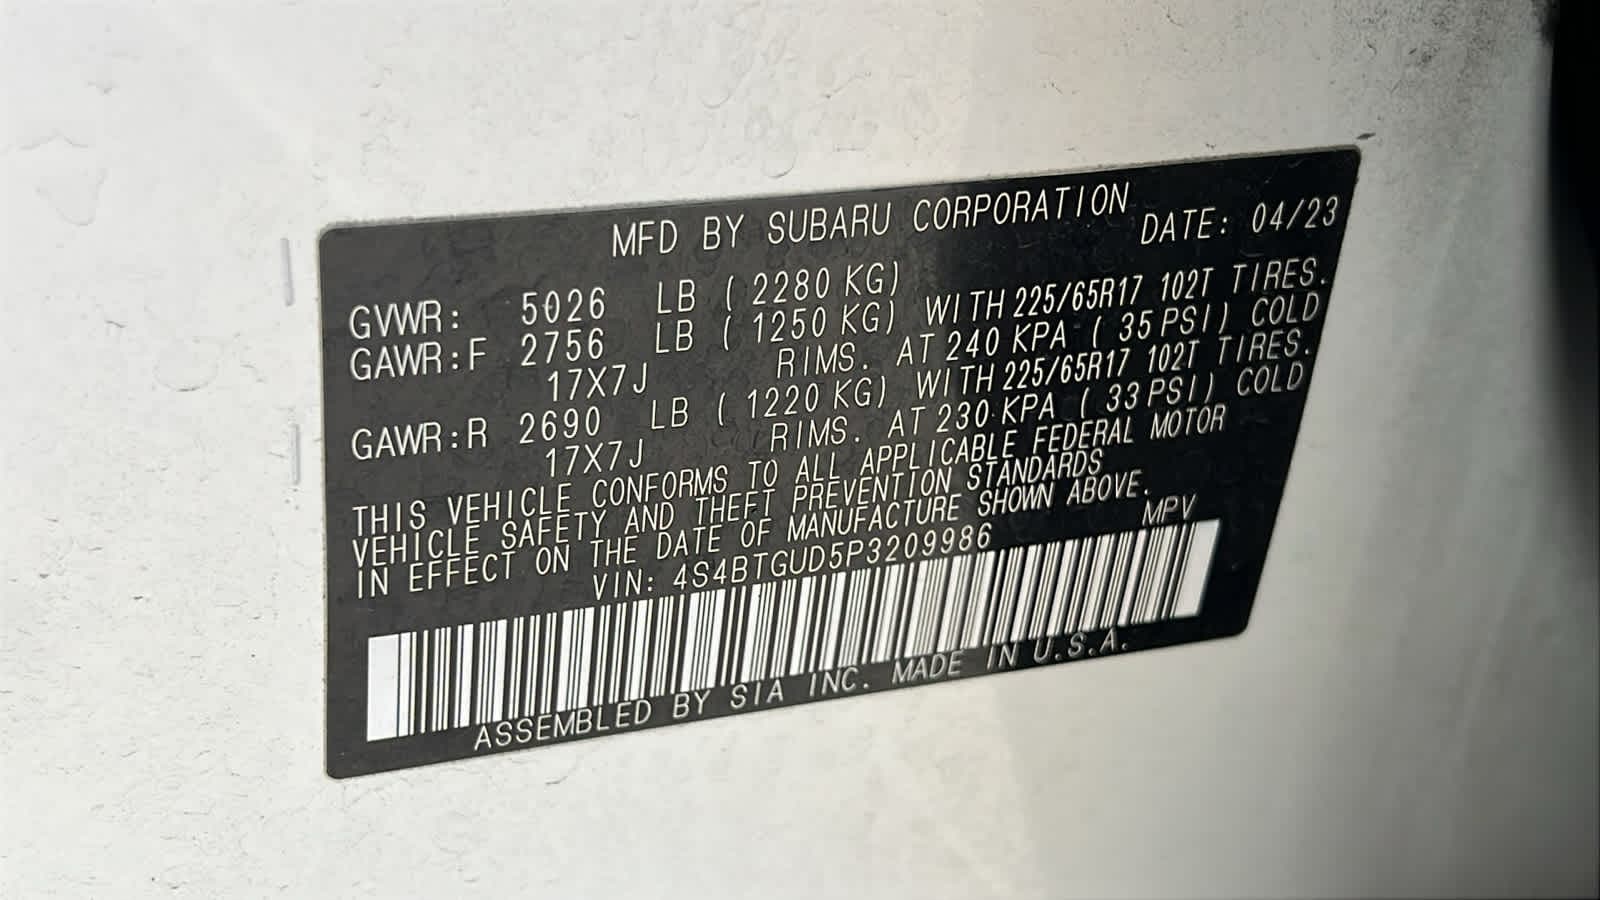 MFD BY SUBARU CORPORATION
DATE: 04/23
GVWR: 5026 LB (2280 KG)
GAWR:F 2756 LB (1250 KG) WITH 225/65R17 102T TIRES.
17X7J RIMS. AT 240 KPA (35 PSI) COLD
GAWR:R 2690 LB (1220 KG) WITH 225/65R17 102T TIRES.
17X7J RIMS. AT 230 KPA (33 PSI) COLD
THIS VEHICLE CONFORMS TO ALL APPLICABLE FEDERAL MOTOR
VEHICLE SAFETY AND THEFT PREVENTION STANDARDS
IN EFFECT ON THE DATE OF MANUFACTURE SHOWN ABOVE.
VIN: 4S4BTGUD5P3209986 MPV
ASSEMBLED BY SIA INC. MADE IN U.S.A.